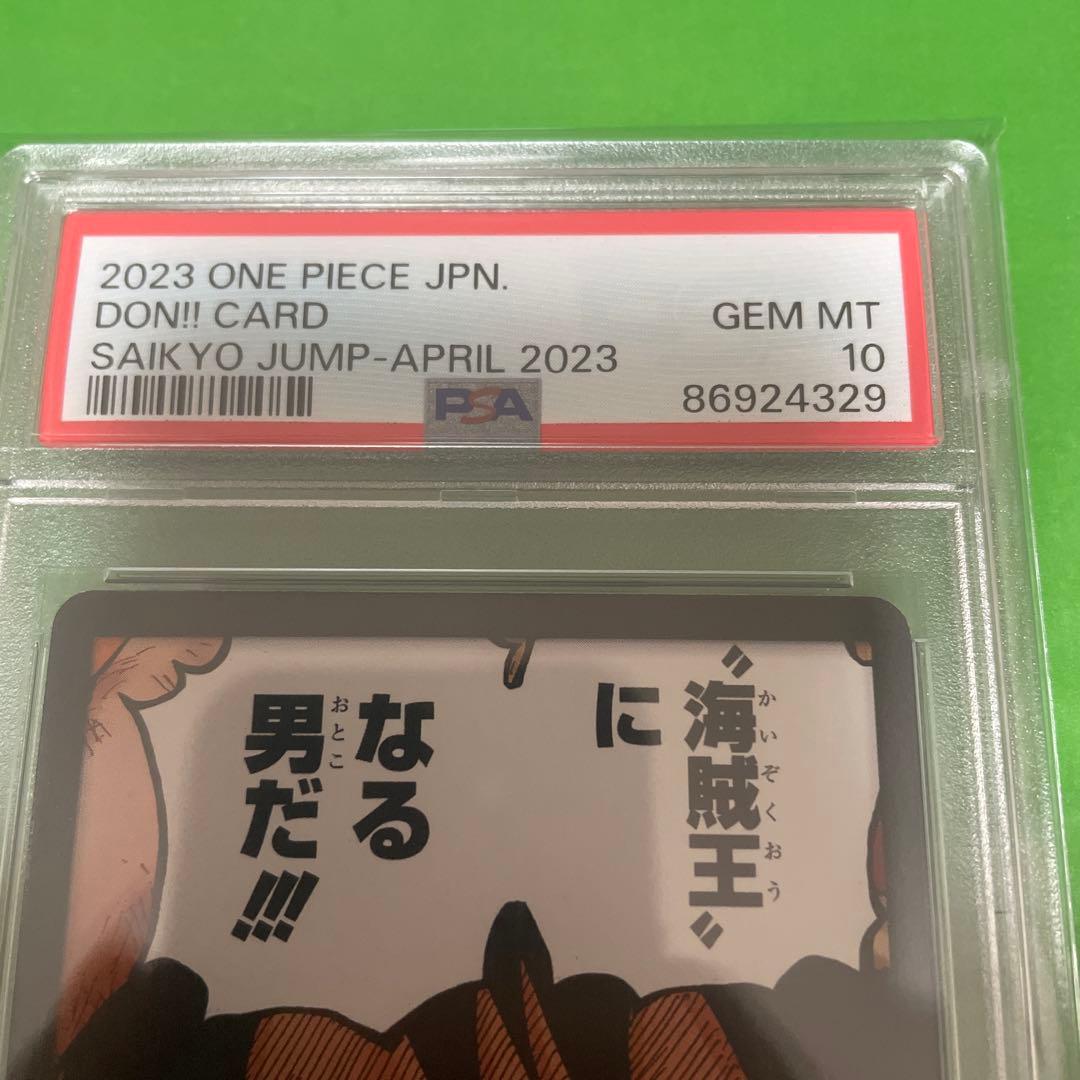 2023 ONE PIECE JPN.
DON!! CARD
GEM MT
SAIKYO JUMP-APRIL 2023
10
PSA
86924329
〝海賊王〟
かいぞくおう
に
なる
男だ!!!
おとこ